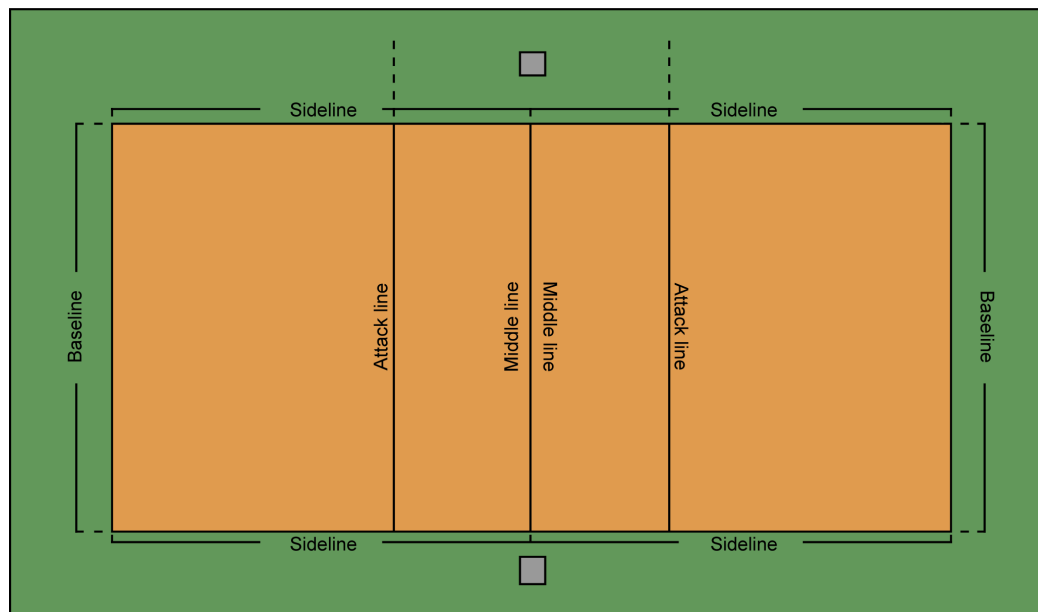 Sideline
Sideline
Baseline
Attack line
Middle line
Middle line
Attack line
Baseline
Sideline
Sideline